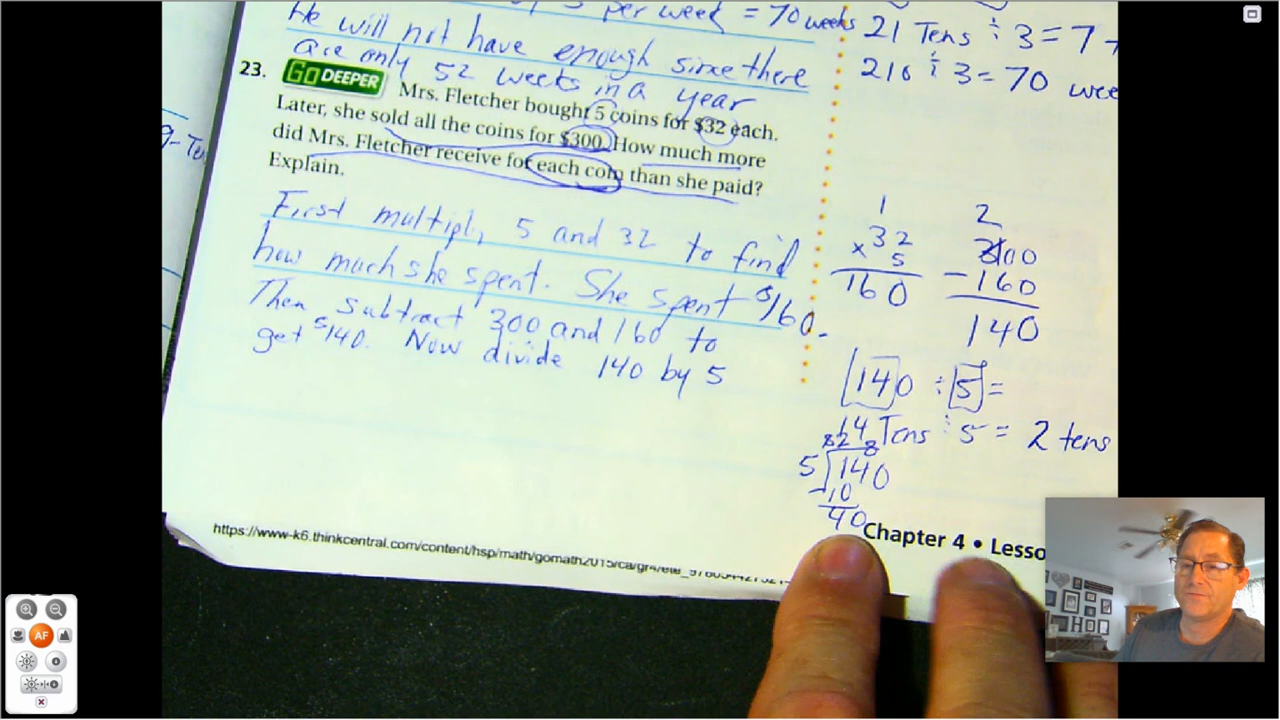 per week = 70 weeks
He will not have enough since there
are only 52 weeks in a year
23. GO DEEPER Mrs. Fletcher bought 5 coins for $32 each.
Later, she sold all the coins for $300. How much more
did Mrs. Fletcher receive for each coin than she paid?
Explain.
First multiply 5 and 32 to find
how much she spent. She spent $160.
Then subtract 300 and 160 to
get $140. Now divide 140 by 5
https://www-k6.thinkcentral.com/content/hsp/math/gomath2015/ca/gr4/ete_
21 Tens ÷ 3 = 7
210 ÷ 3 = 70 wee
1
32
× 5
160
2
300
- 160
140
140 ÷ 5 =
14 Tens ÷ 5 = 2 tens
28
5 140
- 10
40
Chapter 4 • Lesso
AF